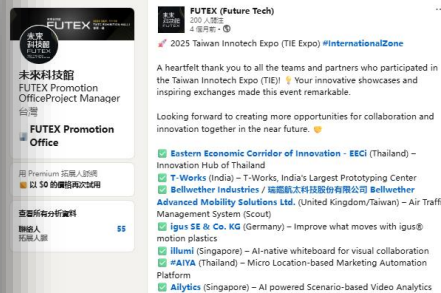 FUTEX
未來
科技館
FUTEX
未來科技館
FUTEX Promotion
OfficeProject Manager
台灣
FUTEX Promotion
Office
用 Premium 拓展人脈網
以 $0 的價格再次試用
查看所有分析資料
聯絡人 55
拓展人脈
未來
科技館
FUTEX (Future Tech)
200 人關注
4 個月前 •
🚀 2025 Taiwan Innotech Expo (TIE Expo) #InternationalZone
A heartfelt thank you to all the teams and partners who participated in
the Taiwan Innotech Expo (TIE)! 💡 Your innovative showcases and
inspiring exchanges made this event remarkable.
Looking forward to creating more opportunities for collaboration and
innovation together in the near future. 🤝
✅ Eastern Economic Corridor of Innovation - EECi (Thailand) –
Innovation Hub of Thailand
✅ T-Works (India) – T-Works, India's Largest Prototyping Center
✅ Bellwether Industries / 瑞鷗航太科技股份有限公司 Bellwether
Advanced Mobility Solutions Ltd. (United Kingdom/Taiwan) – Air Traffi
Management System (Scout)
✅ igus SE & Co. KG (Germany) – Improve what moves with igus®
motion plastics
✅ illumi (Singapore) – AI-native whiteboard for visual collaboration
✅ #AIYA (Thailand) – Micro Location-based Marketing Automation
Platform
✅ Ailytics (Singapore) – AI powered Scenario-based Video Analytics